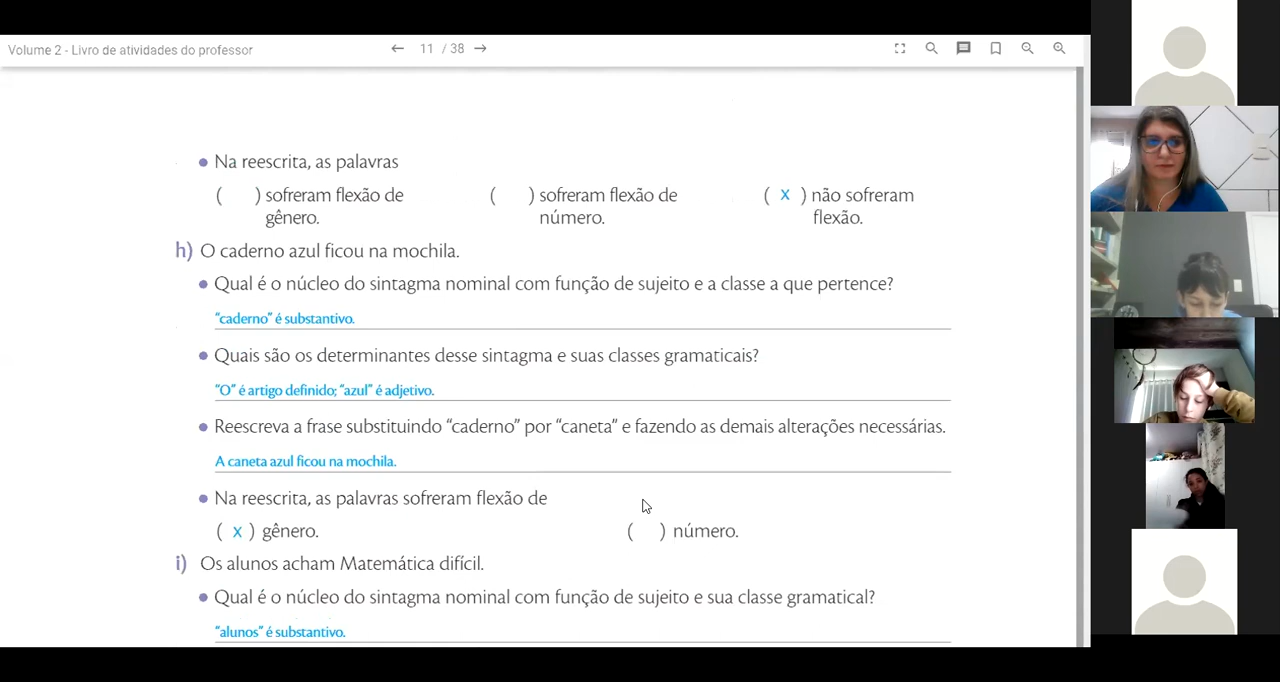 Volume 2 - Livro de atividades do professor
11 / 38
• Na reescrita, as palavras
( ) sofreram flexão de gênero.
( ) sofreram flexão de número.
( x ) não sofreram flexão.
h) O caderno azul ficou na mochila.
• Qual é o núcleo do sintagma nominal com função de sujeito e a classe a que pertence?
“caderno” é substantivo.
• Quais são os determinantes desse sintagma e suas classes gramaticais?
“O” é artigo definido; “azul” é adjetivo.
• Reescreva a frase substituindo “caderno” por “caneta” e fazendo as demais alterações necessárias.
A caneta azul ficou na mochila.
• Na reescrita, as palavras sofreram flexão de
( x ) gênero. ( ) número.
i) Os alunos acham Matemática difícil.
• Qual é o núcleo do sintagma nominal com função de sujeito e sua classe gramatical?
“alunos” é substantivo.